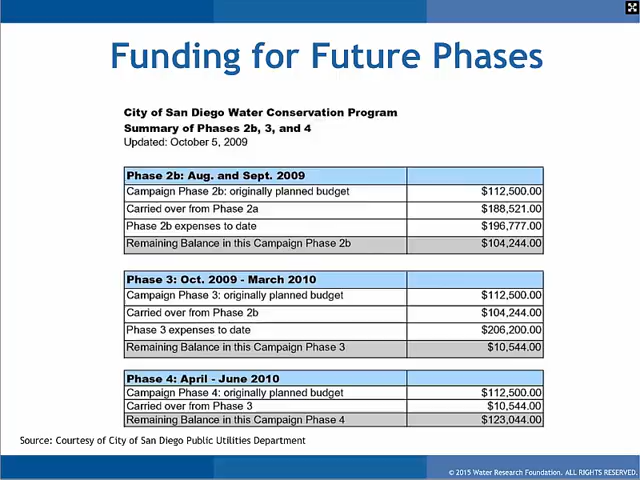 Funding for Future Phases
City of San Diego Water Conservation Program
Summary of Phases 2b, 3, and 4
Updated: October 5, 2009
Phase 2b: Aug. and Sept. 2009
Campaign Phase 2b: originally planned budget $112,500.00
Carried over from Phase 2a $188,521.00
Phase 2b expenses to date $196,777.00
Remaining Balance in this Campaign Phase 2b $104,244.00
Phase 3: Oct. 2009 - March 2010
Campaign Phase 3: originally planned budget $112,500.00
Carried over from Phase 2b $104,244.00
Phase 3 expenses to date $206,200.00
Remaining Balance in this Campaign Phase 3 $10,544.00
Phase 4: April - June 2010
Campaign Phase 4: originally planned budget $112,500.00
Carried over from Phase 3 $10,544.00
Remaining Balance in this Campaign Phase 4 $123,044.00
Source: Courtesy of City of San Diego Public Utilities Department
© 2015 Water Research Foundation. ALL RIGHTS RESERVED.